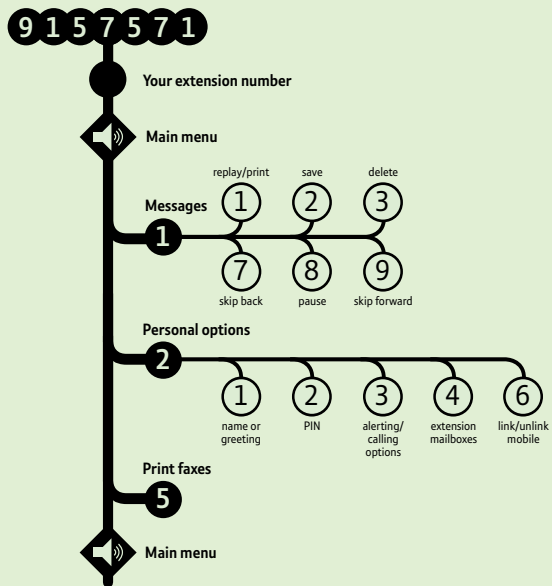 9 1 5 7 5 7 1
Your extension number
Main menu
replay/print save delete
Messages 1 2 3
1
7 8 9
skip back pause skip forward
Personal options
2
1 2 3 4 6
name or greeting
PIN
alerting/ calling options
extension mailboxes
link/unlink mobile
Print faxes
5
Main menu